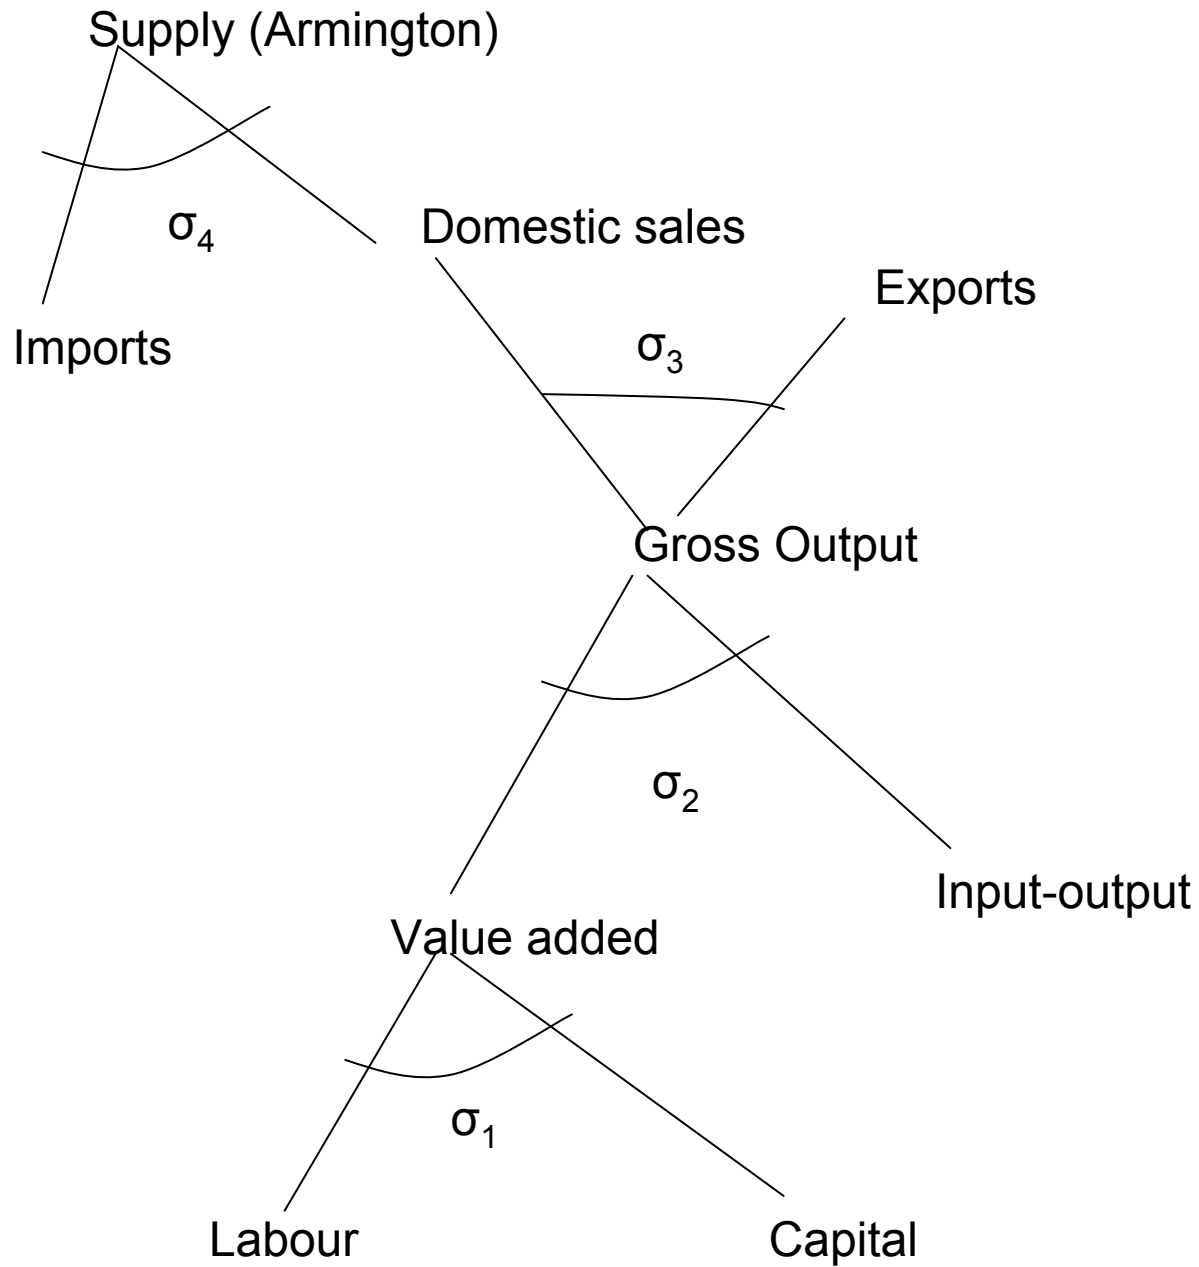 Supply (Armington)
σ4
Domestic sales
Exports
Imports
σ3
Gross Output
σ2
Input-output
Value added
σ1
Labour
Capital